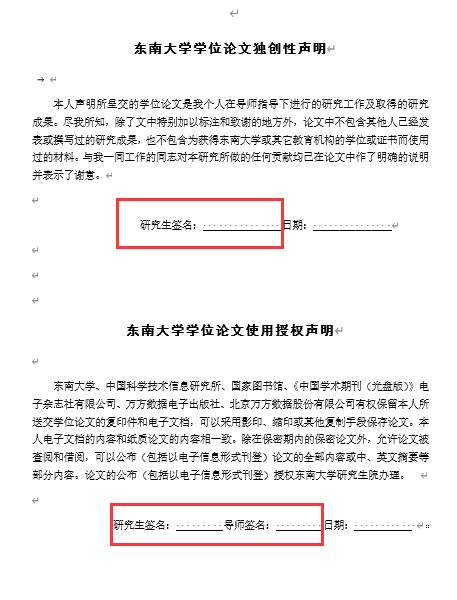 东南大学学位论文独创性声明
本人声明所呈交的学位论文是我个人在导师指导下进行的研究工作及取得的研究
成果。尽我所知，除了文中特别加以标注和致谢的地方外，论文中不包含其他人已经发
表或撰写过的研究成果，也不包含为获得东南大学或其它教育机构的学位或证书而使用
过的材料。与我一同工作的同志对本研究所做的任何贡献均已在论文中作了明确的说明
并表示了谢意。
研究生签名：日期：
东南大学学位论文使用授权声明
东南大学、中国科学技术信息研究所、国家图书馆、《中国学术期刊（光盘版）》电
子杂志社有限公司、万方数据电子出版社、北京万方数据股份有限公司有权保留本人所
送交学位论文的复印件和电子文档，可以采用影印、缩印或其他复制手段保存论文。本
人电子文档的内容和纸质论文的内容相一致。除在保密期内的保密论文外，允许论文被
查阅和借阅，可以公布（包括以电子信息形式刊登）论文的全部内容或中、英文摘要等
部分内容。论文的公布（包括以电子信息形式刊登）授权东南大学研究生院办理。
研究生签名：导师签名：日期：